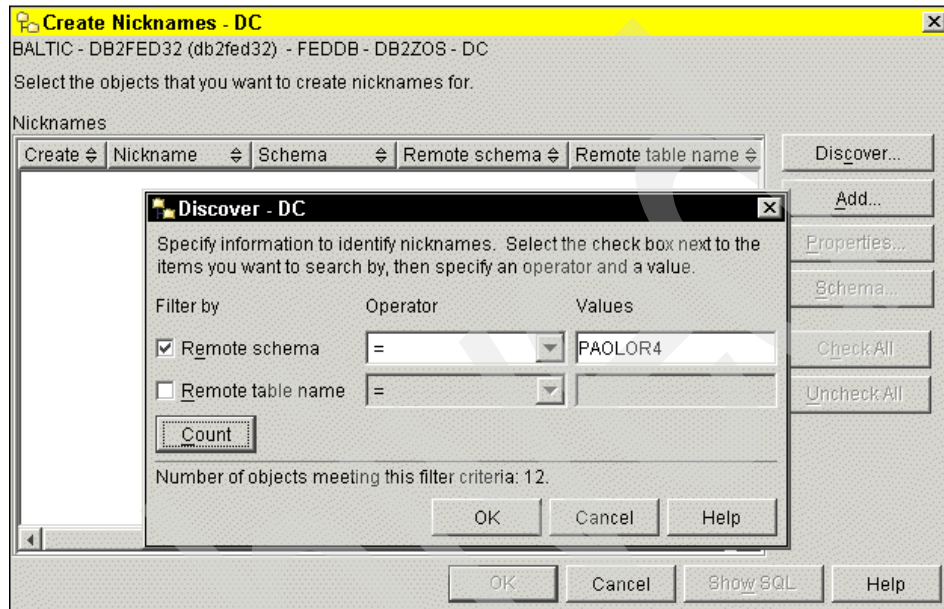 Create Nicknames - DC
BALTIC - DB2FED32 (db2fed32) - FEDDB - DB2ZOS - DC
Select the objects that you want to create nicknames for.
Nicknames
Create Nickname Schema Remote schema Remote table name
Discover...
Add...
Properties...
Schema...
Check All
Uncheck All
Discover - DC
Specify information to identify nicknames. Select the check box next to the
items you want to search by, then specify an operator and a value.
Filter by Operator Values
Remote schema = PAOLOR4
Remote table name =
Count
Number of objects meeting this filter criteria: 12.
OK Cancel Help
OK Cancel Show SQL Help